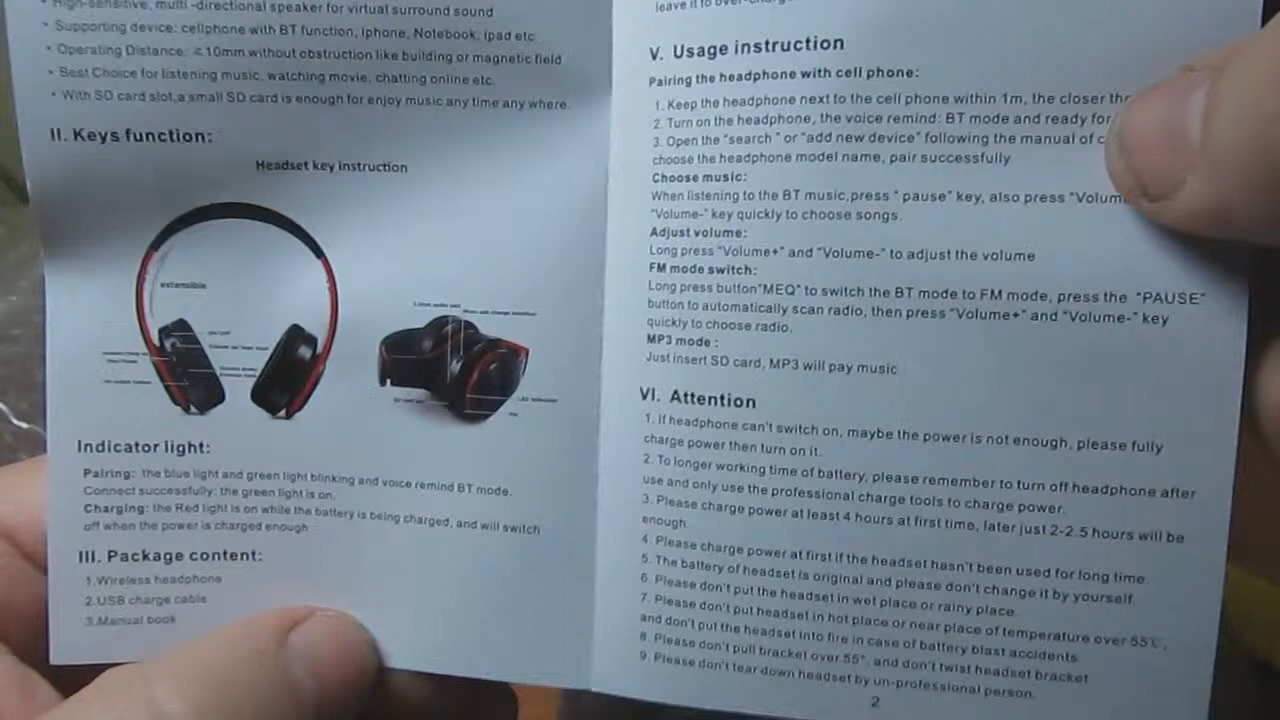 High-sensitive, multi -directional speaker for virtual surround sound
* Supporting device: cellphone with BT function, iphone, Notebook, ipad etc
* Operating Distance: ≥10mm without obstruction like building or magnetic field
* Best Choice for listening music, watching movie, chatting online etc.
* With SD card slot,a small SD card is enough for enjoy music any time any where.
II. Keys function:
Headset key instruction
extensible
Indicator light:
Pairing: the blue light and green light blinking and voice remind BT mode.
Connect successfully: the green light is on.
Charging: the Red light is on while the battery is being charged, and will switch
off when the power is charged enough
III. Package content:
1.Wireless headphone
2.USB charge cable
3.Manual book
leave it to
V. Usage instruction
Pairing the headphone with cell phone:
1. Keep the headphone next to the cell phone within 1m, the closer
2. Turn on the headphone, the voice remind: BT mode and ready for
3. Open the "search " or "add new device" following the manual of
choose the headphone model name, pair successfully
Choose music:
When listening to the BT music,press " pause" key, also press
"Volume-" key quickly to choose songs.
Adjust volume:
Long press "Volume+" and "Volume-" to adjust the volume
FM mode switch:
Long press button"MEQ" to switch the BT mode to FM mode, press the "PAUSE"
button to automatically scan radio, then press "Volume+" and "Volume-" key
quickly to choose radio.
MP3 mode :
Just insert SD card, MP3 will pay music
VI. Attention
1. If headphone can't switch on, maybe the power is not enough, please fully
charge power then turn on it.
2. To longer working time of battery, please remember to turn off headphone after
use and only use the professional charge tools to charge power.
3. Please charge power at least 4 hours at first time, later just 2-2.5 hours will be
enough.
4. Please charge power at first if the headset hasn't been used for long time.
5. The battery of headset is original and please don't change it by yourself.
6. Please don't put the headset in wet place or rainy place.
7. Please don't put headset in hot place or near place of temperature over 55℃,
and don't put the headset into fire in case of battery blast accidents.
8. Please don't pull bracket over 55°, and don't twist headset bracket
9. Please don't tear down headset by un-professional person.
2